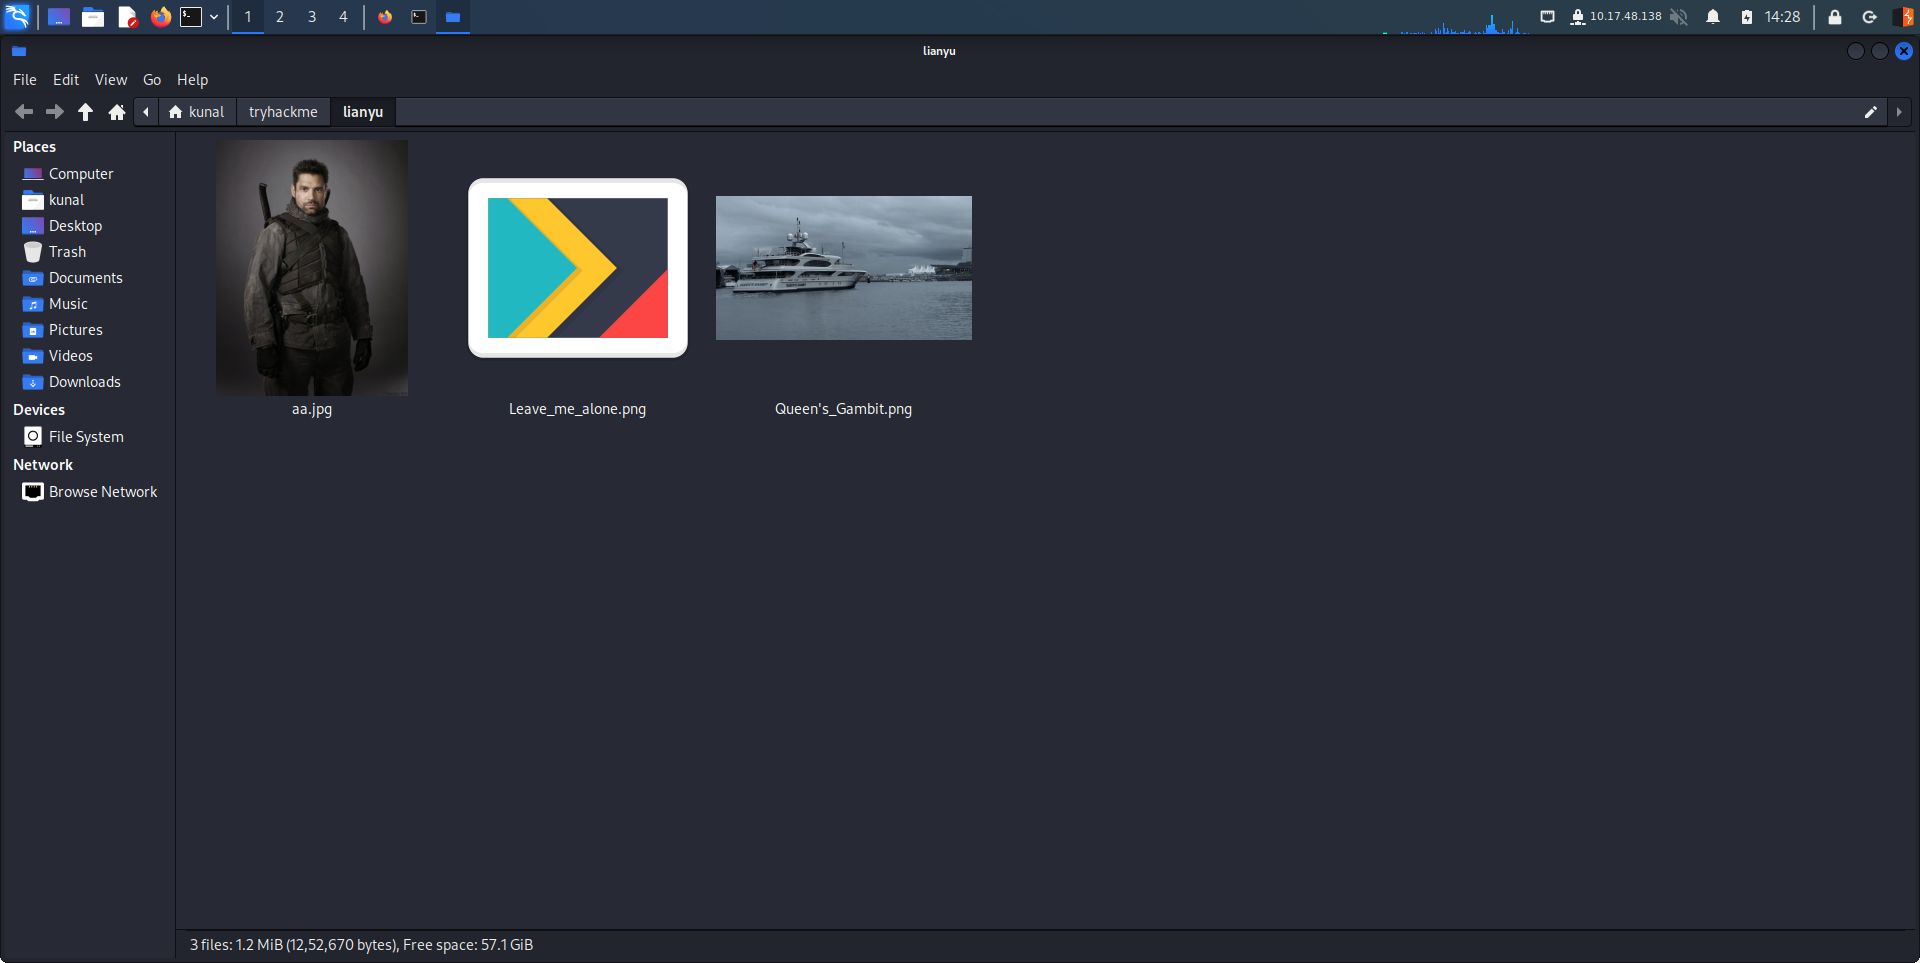 1 2 3 4 10.17.48.138 14:28
lianyu
File Edit View Go Help
kunal tryhackme lianyu
Places
Computer
kunal
Desktop
Trash
Documents
Music
Pictures
Videos
Downloads
Devices
File System
Network
Browse Network
aa.jpg Leave_me_alone.png Queen's_Gambit.png
3 files: 1.2 MiB (12,52,670 bytes), Free space: 57.1 GiB